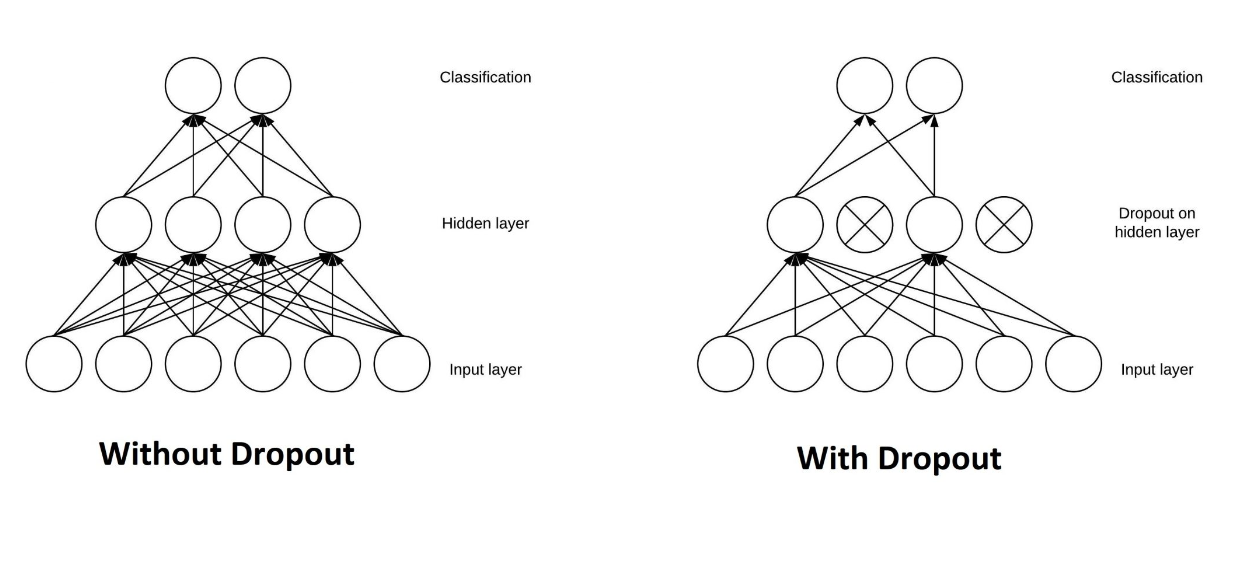 Classification
Hidden layer
Input layer
Without Dropout
Classification
Dropout on
hidden layer
Input layer
With Dropout